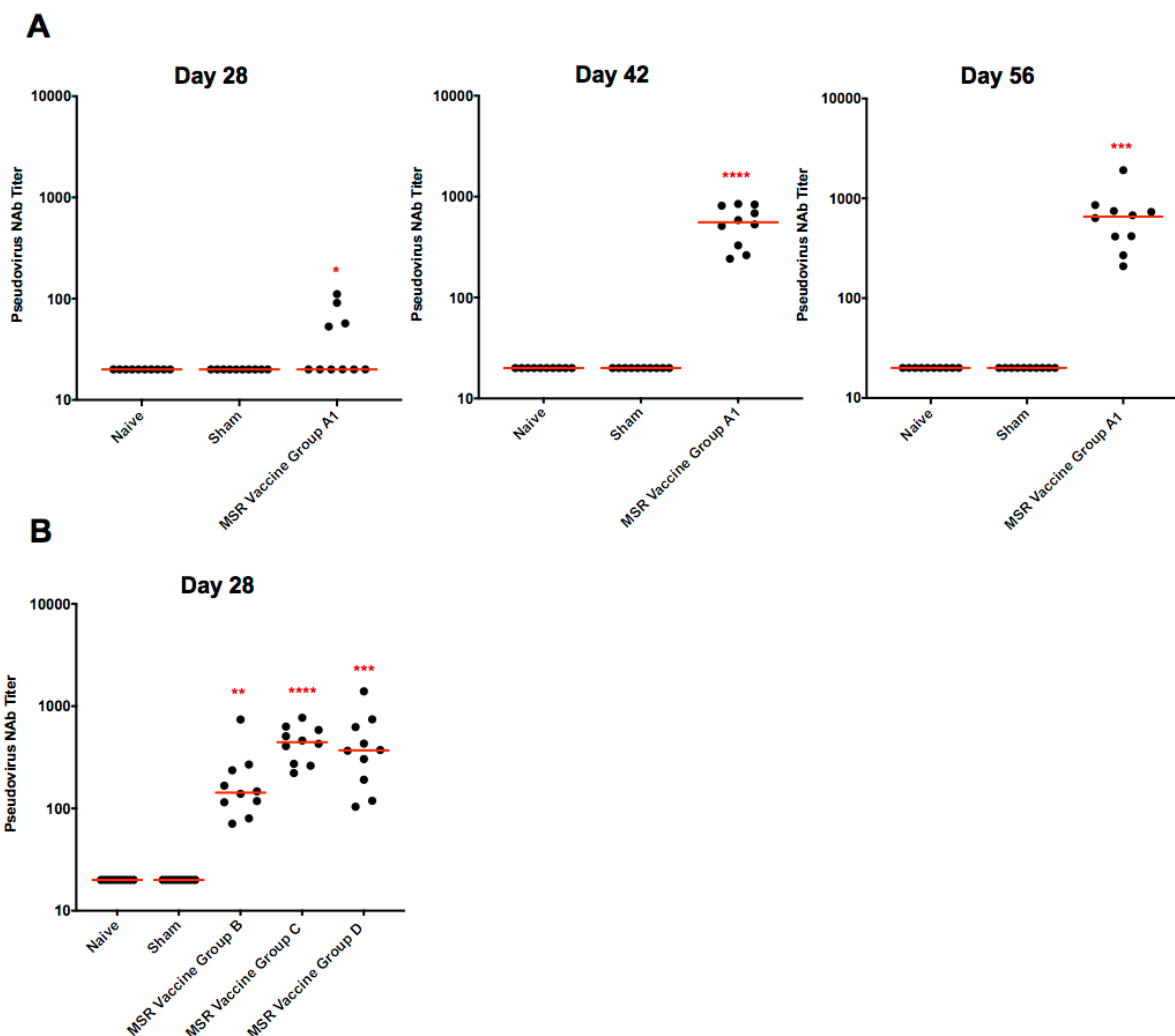 A
Day 28
Day 42
Day 56
Pseudovirus NAb Titer
10000
1000
100
10
*
Naive
Sham
MSR Vaccine Group A1
Pseudovirus NAb Titer
10000
1000
100
10
****
Naive
Sham
MSR Vaccine Group A1
Pseudovirus NAb Titer
10000
1000
100
10
***
Naive
Sham
MSR Vaccine Group A1
B
Day 28
Pseudovirus NAb Titer
10000
1000
100
10
**
****
***
Naive
Sham
MSR Vaccine Group B
MSR Vaccine Group C
MSR Vaccine Group D